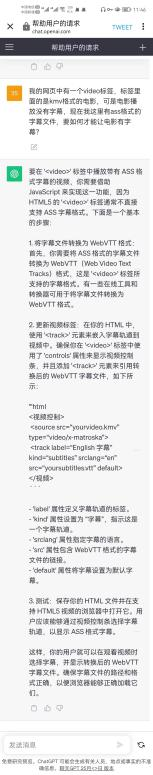 11:46
帮助用户的请求
chat.openai.com
TWEET
帮助用户的请求
我的网页中有一个video标签，标签里
面的是kmv格式的电影，可是电影播
放没有字幕，现在我这里有ass格式的
字幕文件，要如何才能让电影有字
幕？
要在 '<video>' 标签中播放带有 ASS 格
式字幕的视频，你需要借助
JavaScript 来实现这一功能，因为
HTML5 的 '<video>' 标签通常不直接
支持 ASS 字幕格式。下面是一个基本
的步骤：
1. 将字幕文件转换为 WebVTT 格式：
首先，你需要将 ASS 格式的字幕文件
转换为 WebVTT（Web Video Text
Tracks）格式，这是 '<video>' 标签所
支持的字幕格式。有一些在线工具和
转换器可用于将字幕文件转换为
WebVTT 格式。
2. 更新视频标签：在你的 HTML 中，
使用 '<track>' 元素来嵌入字幕轨道到
视频中。确保你在 '<video>' 标签中使
用了 'controls' 属性来显示视频控制
条，并且添加 '<track>' 元素来引用转
换后的 WebVTT 字幕文件，如下所
示：
```html
<视频控制>
<source src="yourvideo.kmv"
type="video/x-matroska">
<track label="English 字幕"
kind="subtitles" srclang="en"
src="yoursubtitles.vtt" default>
</视频>
- 'label' 属性定义字幕轨道的标签。
- 'kind' 属性设置为 "字幕"，指示这是
一个字幕轨道。
- 'srclang' 属性指定字幕的语言。
- 'src' 属性包含 WebVTT 格式的字幕
文件的链接。
- 'default' 属性将字幕设置为默认字
幕。
3. 测试：保存你的 HTML 文件并在支
持 HTML5 视频的浏览器中打开它。用
户应该能够通过视频控制条选择字幕
轨道，以显示 ASS 字幕格式。
这样，你的用户就可以在观看视频时
选择字幕，并显示转换后的 WebVTT
字幕文件。确保字幕文件的路径和格
式正确，以便浏览器能够正确加载它
们。
发送消息
免费研究预览。ChatGPT 可能会生成有关人员、地点或事实的不准
确信息。聊天GPT 25月<>日 版本